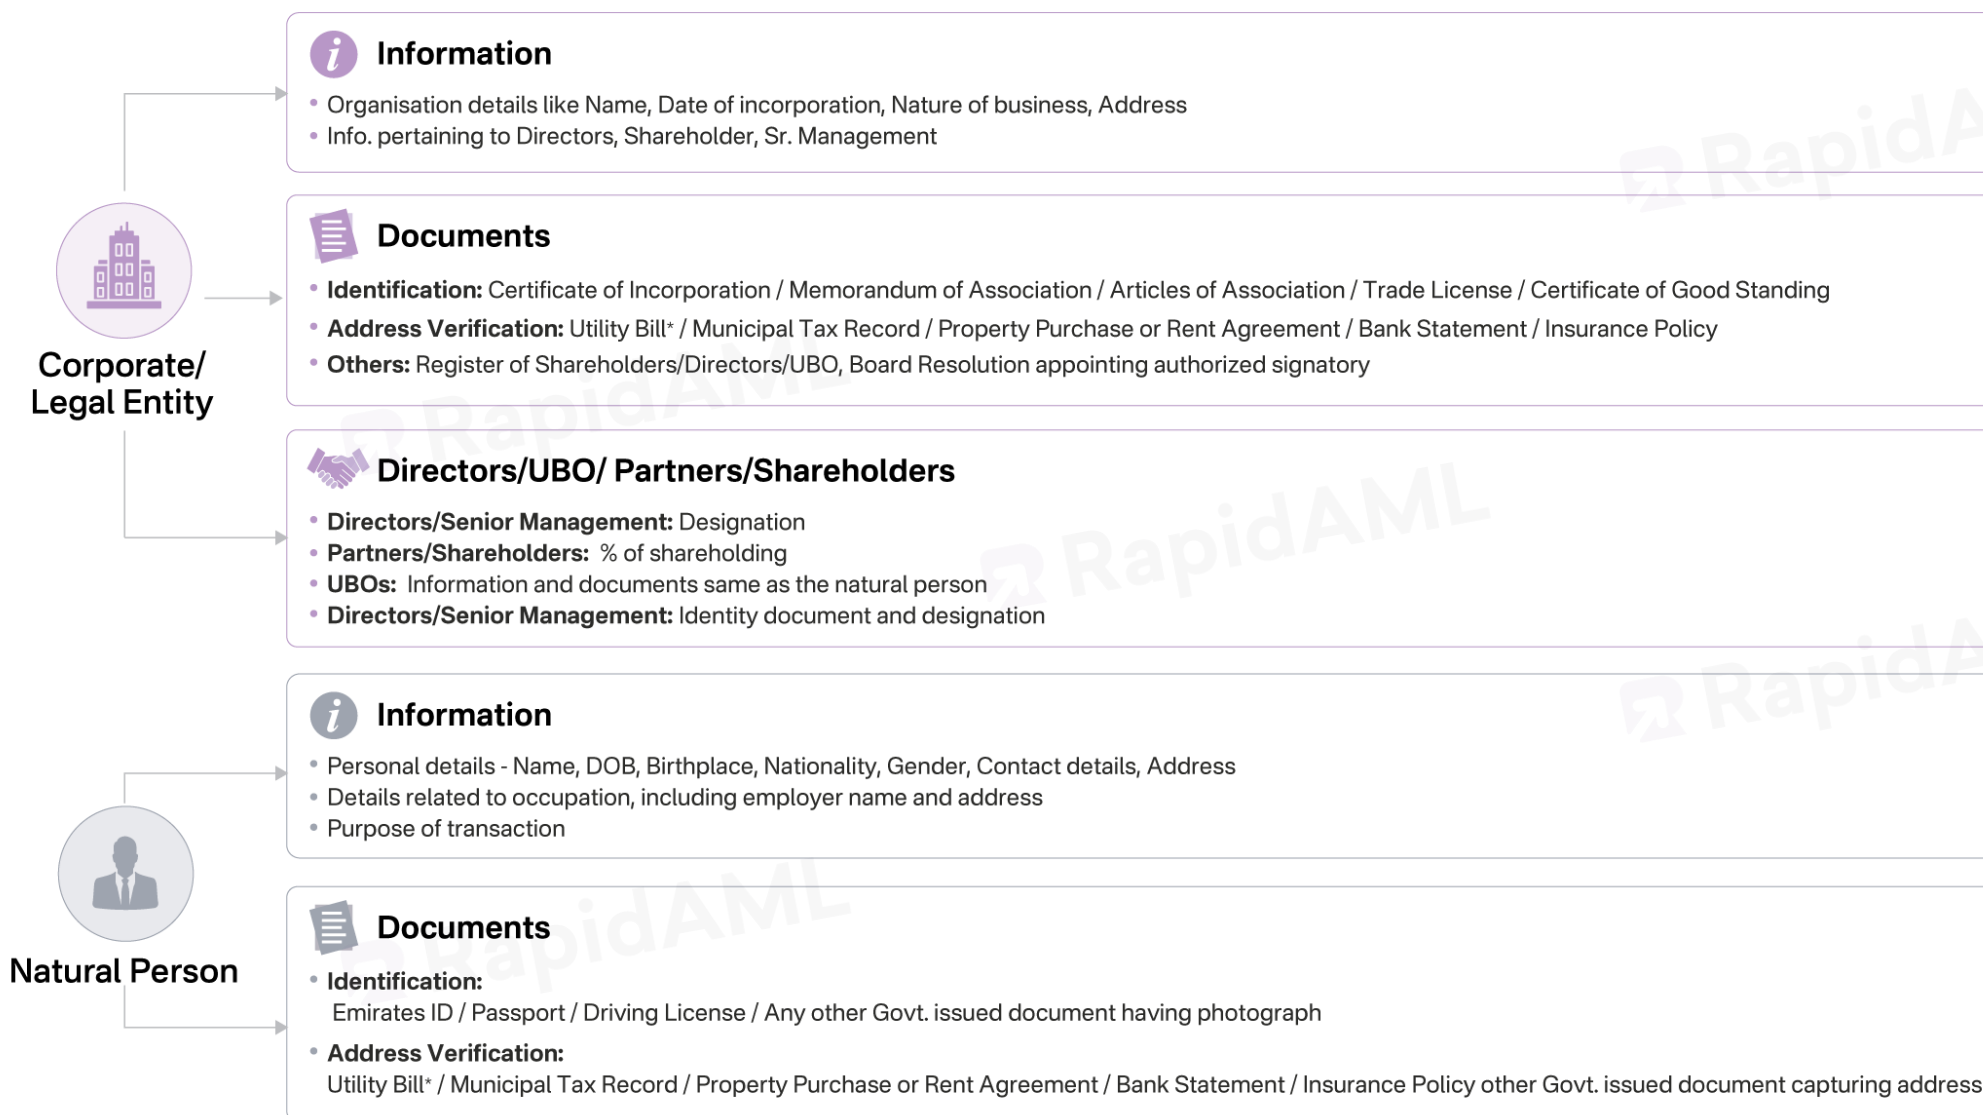 Information
Organisation details like Name, Date of incorporation, Nature of business, Address
Info. pertaining to Directors, Shareholder, Sr. Management
Documents
Identification: Certificate of Incorporation / Memorandum of Association / Articles of Association / Trade License / Certificate of Good Standing
Address Verification: Utility Bill* / Municipal Tax Record / Property Purchase or Rent Agreement / Bank Statement / Insurance Policy
Others: Register of Shareholders/Directors/UBO, Board Resolution appointing authorized signatory
Corporate/
Legal Entity
Directors/UBO/ Partners/Shareholders
Directors/Senior Management: Designation
Partners/Shareholders: % of shareholding
UBOs: Information and documents same as the natural person
Directors/Senior Management: Identity document and designation
Information
Personal details - Name, DOB, Birthplace, Nationality, Gender, Contact details, Address
Details related to occupation, including employer name and address
Purpose of transaction
Natural Person
Documents
Identification:
Emirates ID / Passport / Driving License / Any other Govt. issued document having photograph
Address Verification:
Utility Bill* / Municipal Tax Record / Property Purchase or Rent Agreement / Bank Statement / Insurance Policy other Govt. issued document capturing address
RapidA
RapidAML
RapidAML
RapidA
RapidAML